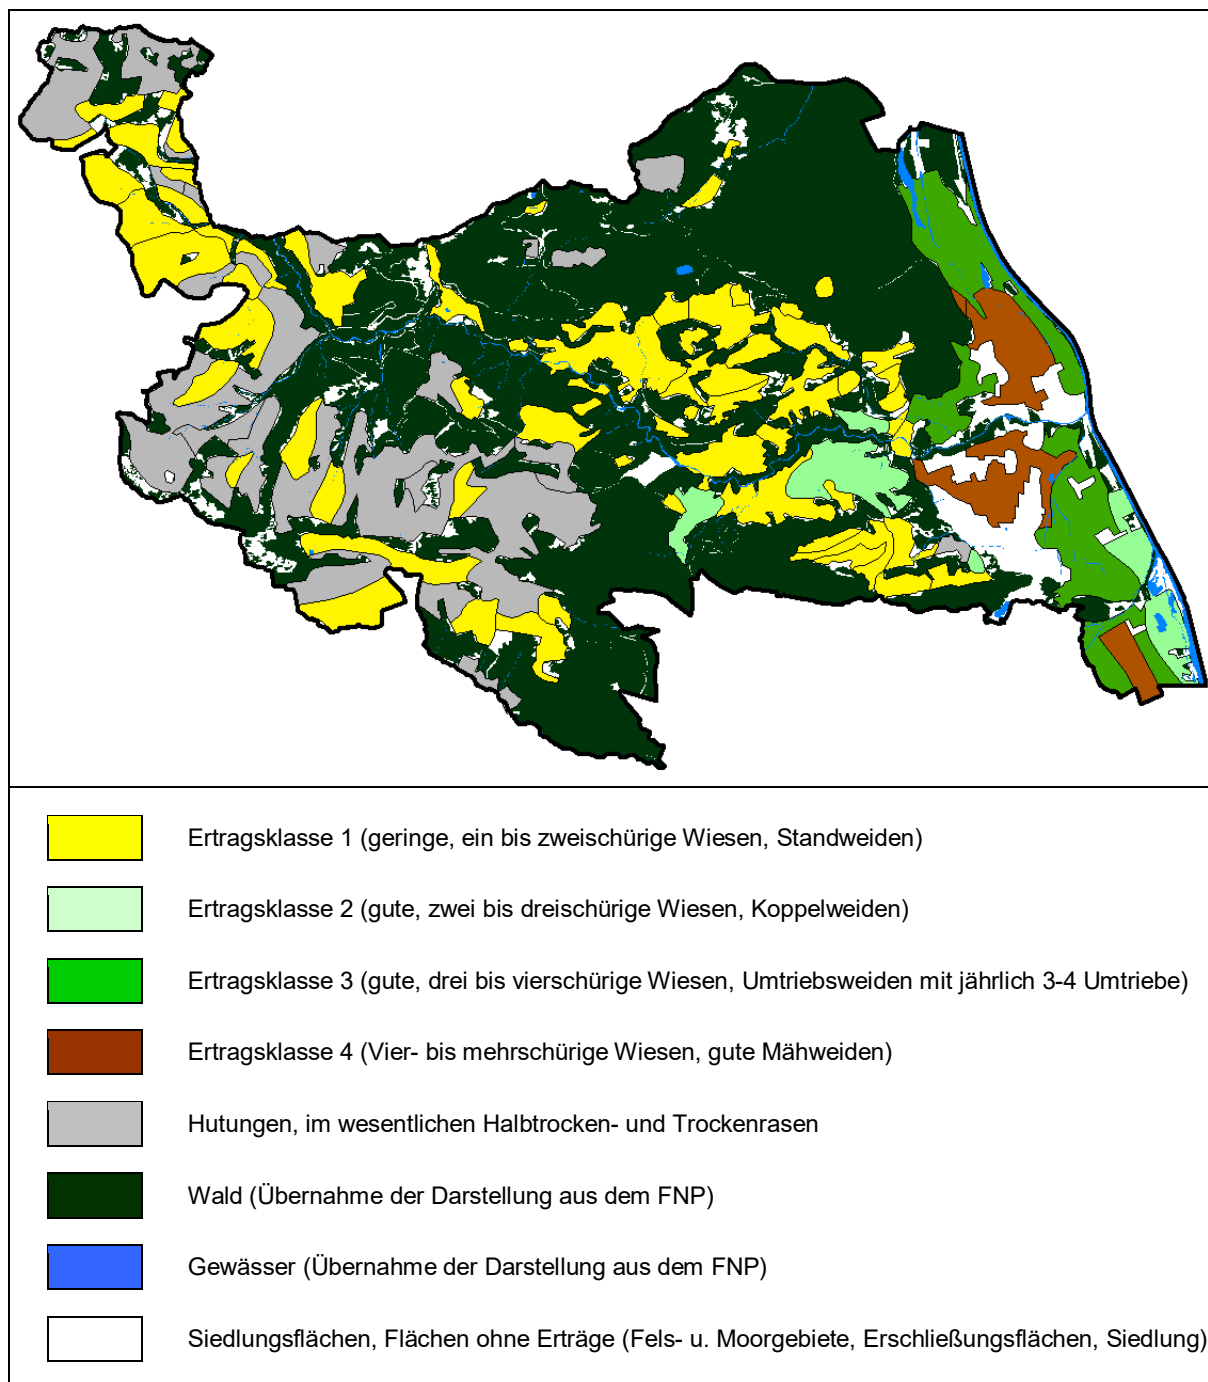 Ertragsklasse 1 (geringe, ein bis zweischürige Wiesen, Standweiden)
Ertragsklasse 2 (gute, zwei bis dreischürige Wiesen, Koppelweiden)
Ertragsklasse 3 (gute, drei bis vierschürige Wiesen, Umtriebsweiden mit jährlich 3-4 Umtriebe)
Ertragsklasse 4 (Vier- bis mehrschürige Wiesen, gute Mähweiden)
Hutungen, im wesentlichen Halbtrocken- und Trockenrasen
Wald (Übernahme der Darstellung aus dem FNP)
Gewässer (Übernahme der Darstellung aus dem FNP)
Siedlungsflächen, Flächen ohne Erträge (Fels- u. Moorgebiete, Erschließungsflächen, Siedlung)